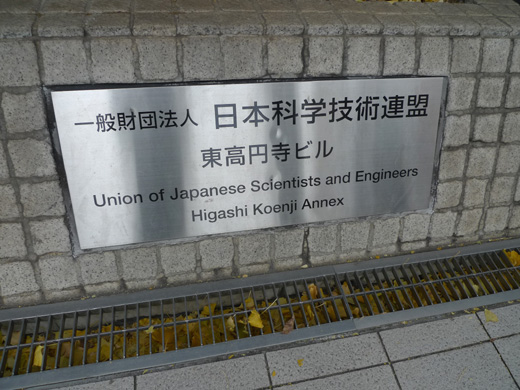 一般財団法人 日本科学技術連盟
東高円寺ビル
Union of Japanese Scientists and Engineers
Higashi Koenji Annex